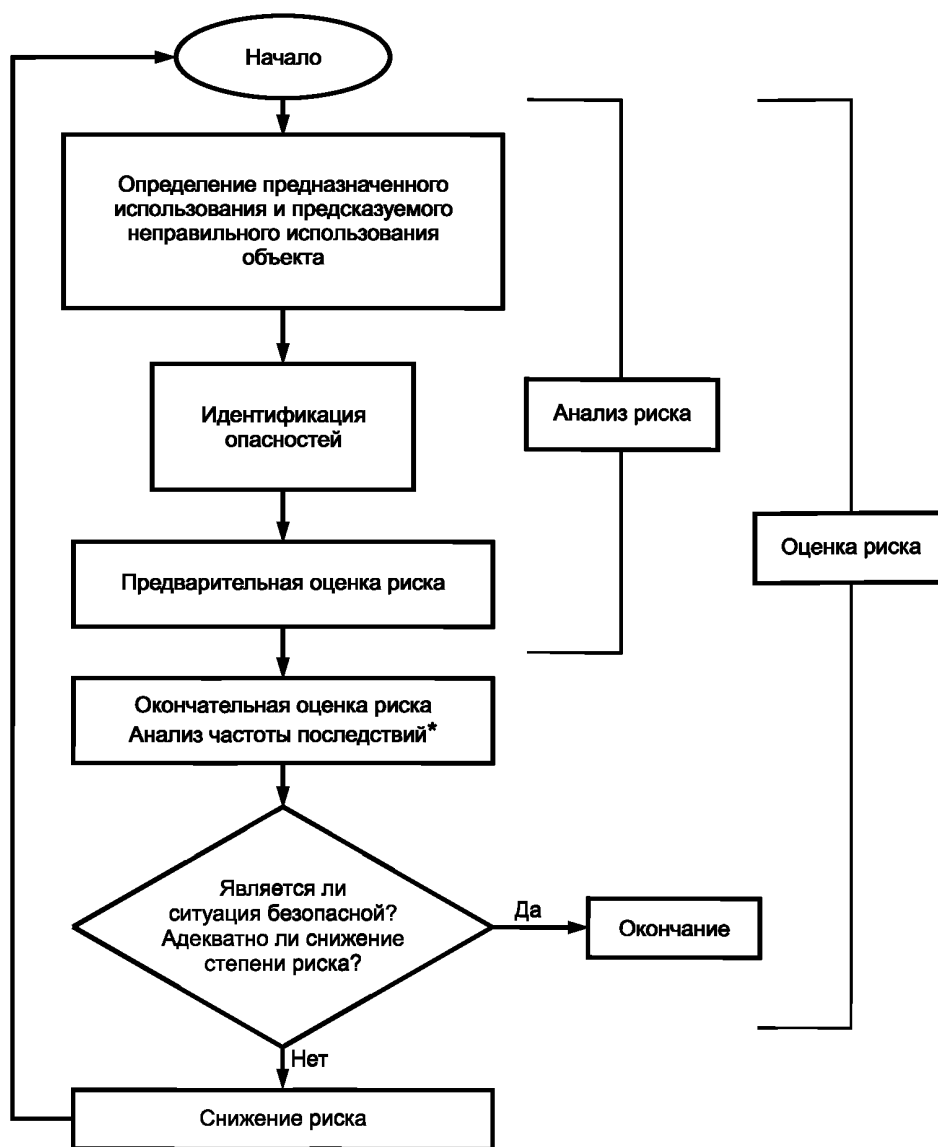 Начало
Определение предназначенного
использования и предсказуемого
неправильного использования
объекта
Идентификация
опасностей
Анализ риска
Предварительная оценка риска
Оценка риска
Окончательная оценка риска
Анализ частоты последствий*
Является ли
ситуация безопасной?
Адекватно ли снижение
степени риска?
Да
Окончание
Нет
Снижение риска